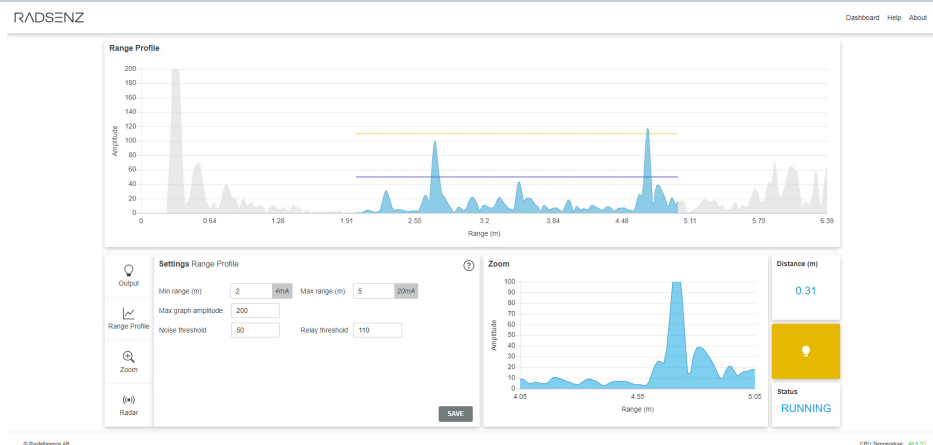 RADSENZ
Dashboard Help About
Range Profile
200
180
160
140
120
100
80
60
40
20
0
Amplitude
0 0.64 1.28 1.91 2.55 3.2 3.84 4.48 5.11 5.75 6.39
Range (m)
Output
Range Profile
Zoom
Radar
Settings Range Profile
Min range (m) 2 4mA Max range (m) 5 20mA
Max graph amplitude 200
Noise threshold 50 Relay threshold 110
SAVE
Zoom
100
90
80
70
60
50
40
30
20
10
0
Amplitude
4.05 4.55 5.05
Range (m)
Distance (m)
0.31
Status
RUNNING
CPU Temperature: